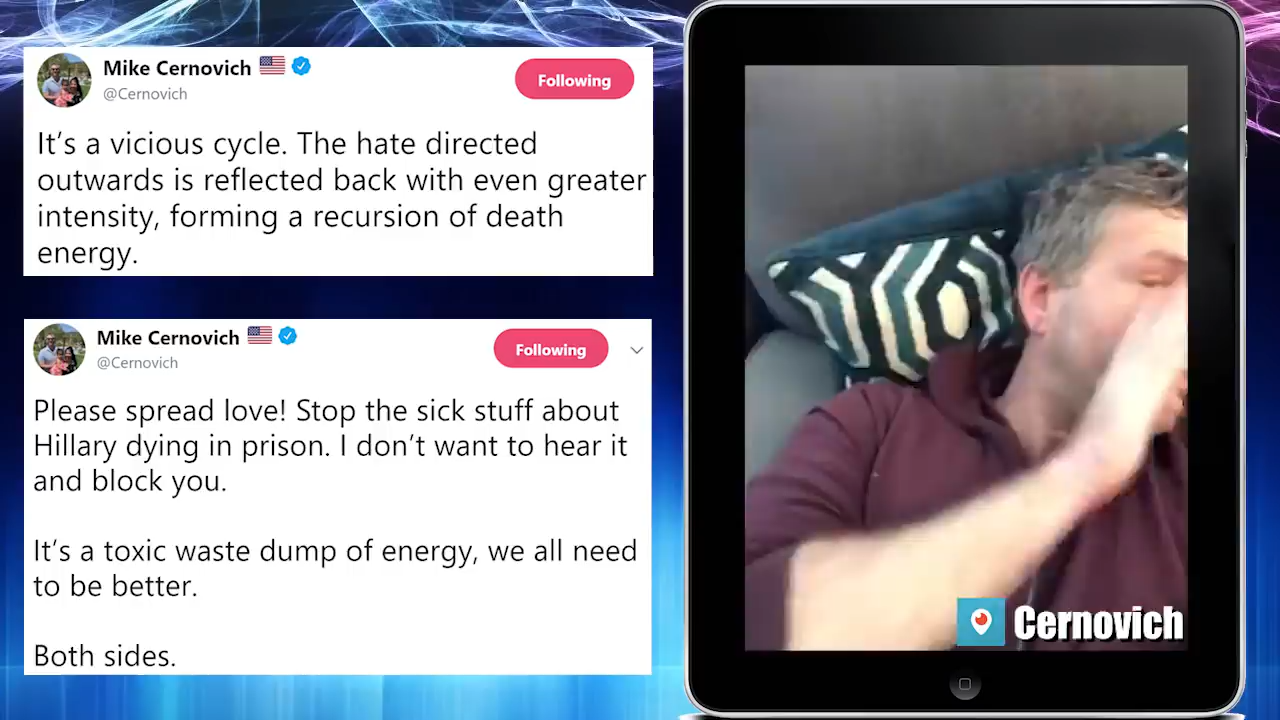 Mike Cernovich
@Cernovich
Following
It’s a vicious cycle. The hate directed
outwards is reflected back with even greater
intensity, forming a recursion of death
energy.
Mike Cernovich
@Cernovich
Following
Please spread love! Stop the sick stuff about
Hillary dying in prison. I don’t want to hear it
and block you.
It’s a toxic waste dump of energy, we all need
to be better.
Both sides.
Cernovich